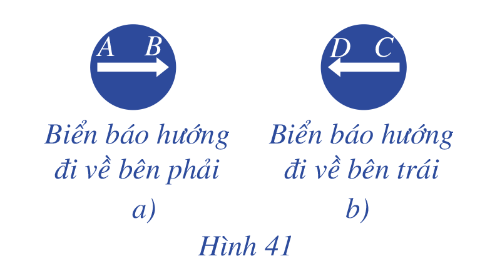 A B
D C
Biển báo hướng
đi về bên phải
a)
Biển báo hướng
đi về bên trái
b)
Hình 41